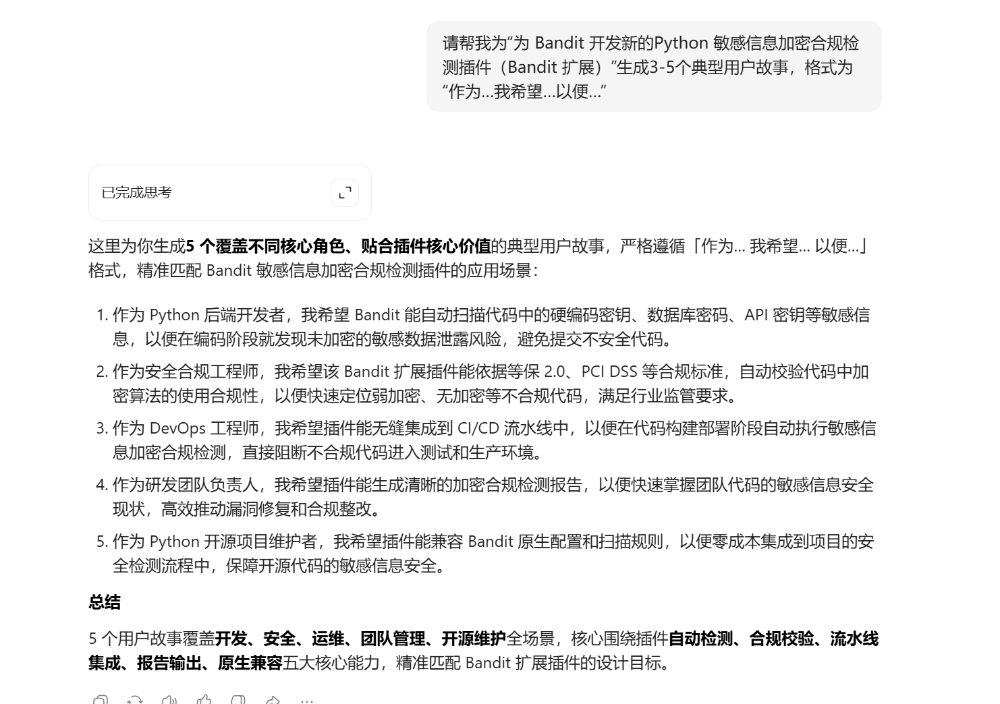 请帮我为“为 Bandit 开发新的Python 敏感信息加密合规检
测插件（Bandit 扩展）”生成3-5个典型用户故事，格式为
“作为...我希望...以便...”
已完成思考
这里为你生成5 个覆盖不同核心角色、贴合插件核心价值的典型用户故事，严格遵循「作为... 我希望... 以便...」
格式，精准匹配 Bandit 敏感信息加密合规检测插件的应用场景：
1. 作为 Python 后端开发者，我希望 Bandit 能自动扫描代码中的硬编码密钥、数据库密码、API 密钥等敏感信
息，以便在编码阶段就发现未加密的敏感数据泄露风险，避免提交不安全代码。
2. 作为安全合规工程师，我希望该 Bandit 扩展插件能依据等保 2.0、PCI DSS 等合规标准，自动校验代码中加
密算法的使用合规性，以便快速定位弱加密、无加密等不合规代码，满足行业监管要求。
3. 作为 DevOps 工程师，我希望插件能无缝集成到 CI/CD 流水线中，以便在代码构建部署阶段自动执行敏感信
息加密合规检测，直接阻断不合规代码进入测试和生产环境。
4. 作为研发团队负责人，我希望插件能生成清晰的加密合规检测报告，以便快速掌握团队代码的敏感信息安全
现状，高效推动漏洞修复和合规整改。
5. 作为 Python 开源项目维护者，我希望插件能兼容 Bandit 原生配置和扫描规则，以便零成本集成到项目的安
全检测流程中，保障开源代码的敏感信息安全。
总结
5 个用户故事覆盖开发、安全、运维、团队管理、开源维护全场景，核心围绕插件自动检测、合规校验、流水线
集成、报告输出、原生兼容五大核心能力，精准匹配 Bandit 扩展插件的设计目标。